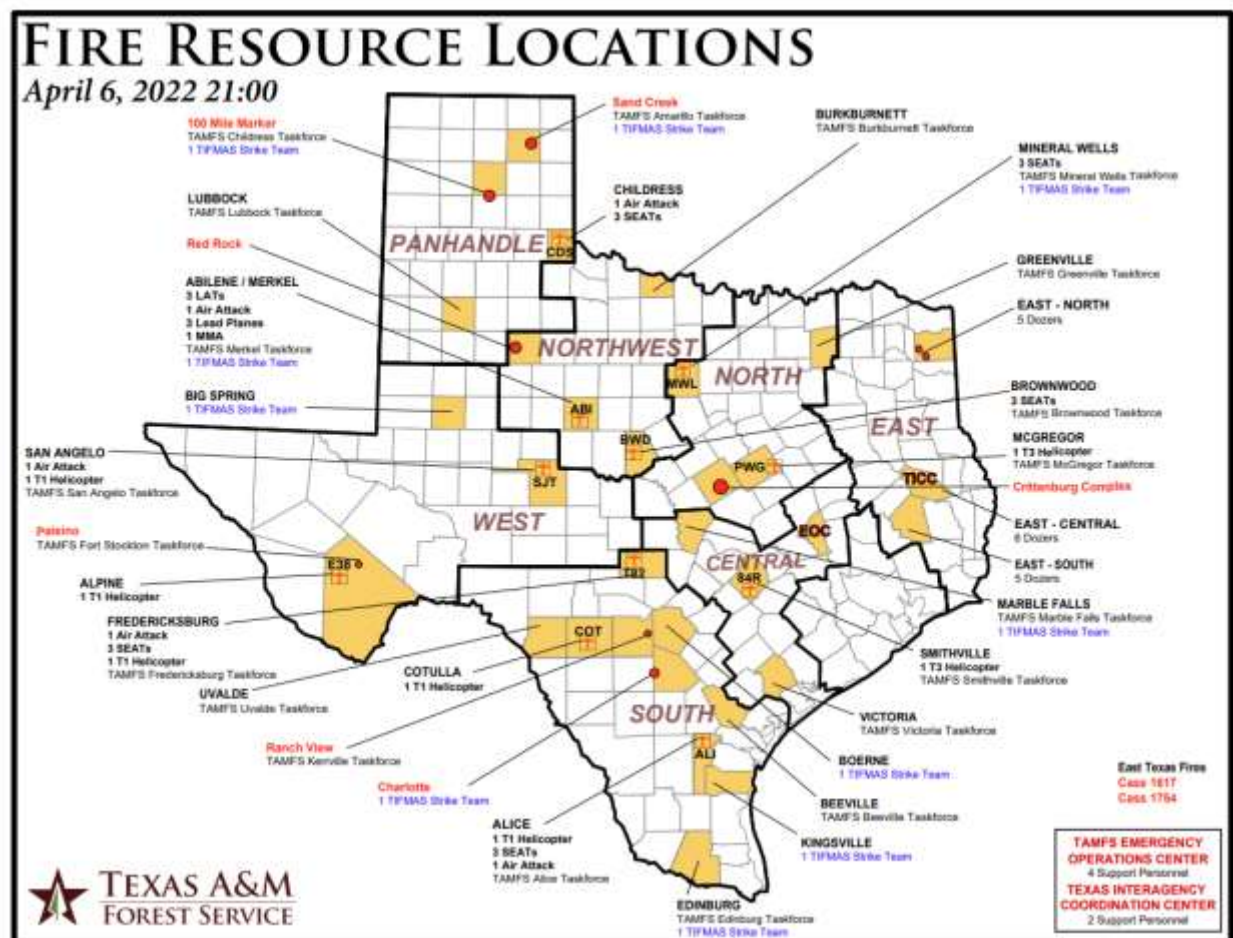 FIRE RESOURCE LOCATIONS
April 6, 2022 21:00
100 Mile Marker
TAMFS Childress Taskforce
1 TIFMAS Strike Team
Sand Creek
TAMFS Amarillo Taskforce
1 TIFMAS Strike Team
BURKBURNETT
TAMFS Burkburnett Taskforce
MINERAL WELLS
3 SEATs
TAMFS Mineral Wells Taskforce
1 TIFMAS Strike Team
LUBBOCK
TAMFS Lubbock Taskforce
CHILDRESS
1 Air Attack
3 SEATs
Red Rock
PANHANDLE
CDS
GREENVILLE
TAMFS Greenville Taskforce
ABILENE / MERKEL
3 LATs
1 Air Attack
3 Lead Planes
1 MMA
TAMFS Merkel Taskforce
1 TIFMAS Strike Team
EAST - NORTH
5 Dozers
NORTHWEST
NORTH
MWL
BIG SPRING
1 TIFMAS Strike Team
ABI
BWD
EAST
BROWNWOOD
3 SEATs
TAMFS Brownwood Taskforce
SAN ANGELO
1 Air Attack
1 T1 Helicopter
TAMFS San Angelo Taskforce
SJT
PWG
MCGREGOR
1 T3 Helicopter
TAMFS McGregor Taskforce
TICC
Crittenburg Complex
WEST
EOC
EAST - CENTRAL
6 Dozers
Paisino
TAMFS Fort Stockton Taskforce
E38
T82
CENTRAL
84R
EAST - SOUTH
5 Dozers
ALPINE
1 T1 Helicopter
MARBLE FALLS
TAMFS Marble Falls Taskforce
1 TIFMAS Strike Team
FREDERICKSBURG
1 Air Attack
3 SEATs
1 T1 Helicopter
TAMFS Fredericksburg Taskforce
COT
COTULLA
1 T1 Helicopter
SMITHVILLE
1 T3 Helicopter
TAMFS Smithville Taskforce
UVALDE
TAMFS Uvalde Taskforce
SOUTH
VICTORIA
TAMFS Victoria Taskforce
Ranch View
TAMFS Kerrville Taskforce
ALI
BOERNE
1 TIFMAS Strike Team
Charlotte
1 TIFMAS Strike Team
East Texas Fires
Cass 1617
Cass 1764
BEEVILLE
TAMFS Beeville Taskforce
ALICE
1 T1 Helicopter
3 SEATs
1 Air Attack
TAMFS Alice Taskforce
KINGSVILLE
1 TIFMAS Strike Team
EDINBURG
TAMFS Edinburg Taskforce
1 TIFMAS Strike Team
TAMFS EMERGENCY
OPERATIONS CENTER
4 Support Personnel
TEXAS INTERAGENCY
COORDINATION CENTER
2 Support Personnel
TEXAS A&M
FOREST SERVICE